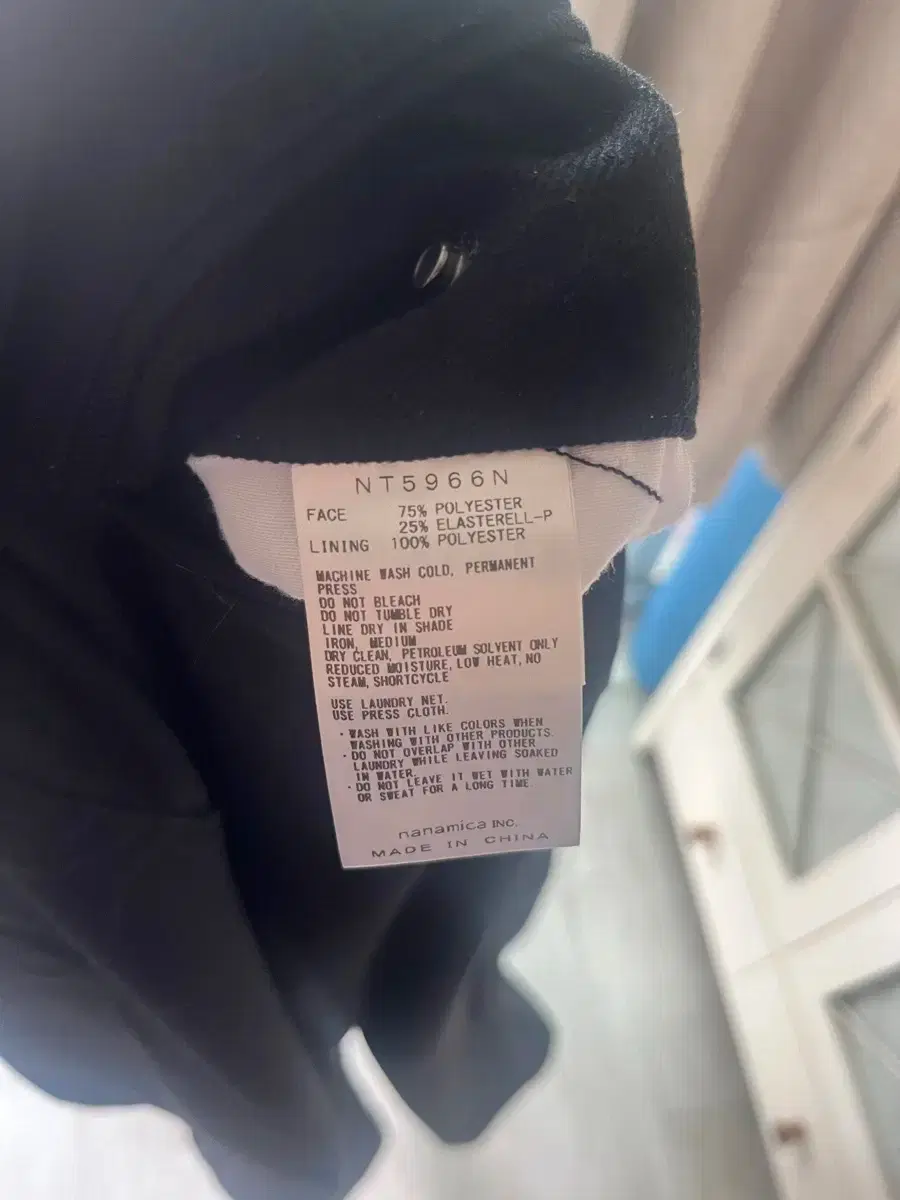 NT5966N
FACE 75% POLYESTER
25% ELASTERELL-P
LINING 100% POLYESTER
MACHINE WASH COLD, PERMANENT
PRESS
DO NOT BLEACH
DO NOT TUMBLE DRY
LINE DRY IN SHADE
IRON, MEDIUM
DRY CLEAN, PETROLEUM SOLVENT ONLY
REDUCED MOISTURE, LOW HEAT, NO
STEAM, SHORTCYCLE
USE LAUNDRY NET.
USE PRESS CLOTH.
・WASH WITH LIKE COLORS WHEN
WASHING WITH OTHER PRODUCTS.
・DO NOT OVERLAP WITH OTHER
LAUNDRY WHILE LEAVING SOAKED
IN WATER.
・DO NOT LEAVE IT WET WITH WATER
OR SWEAT FOR A LONG TIME
nanamica INC.
MADE IN CHINA